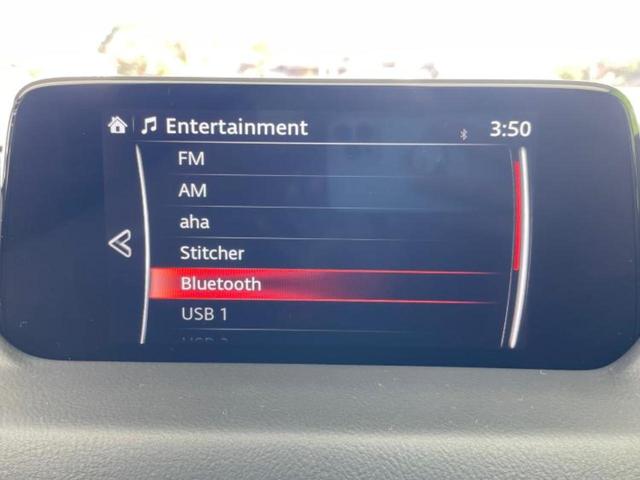 Entertainment 3:50
FM
AM
aha
Stitcher
Bluetooth
USB 1